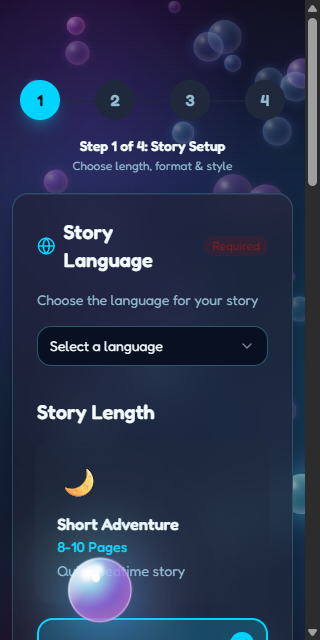 1 2 3 4
Step 1 of 4: Story Setup
Choose length, format & style
Story
Language
Required
Choose the language for your story
Select a language
Story Length
Short Adventure
8-10 Pages
story